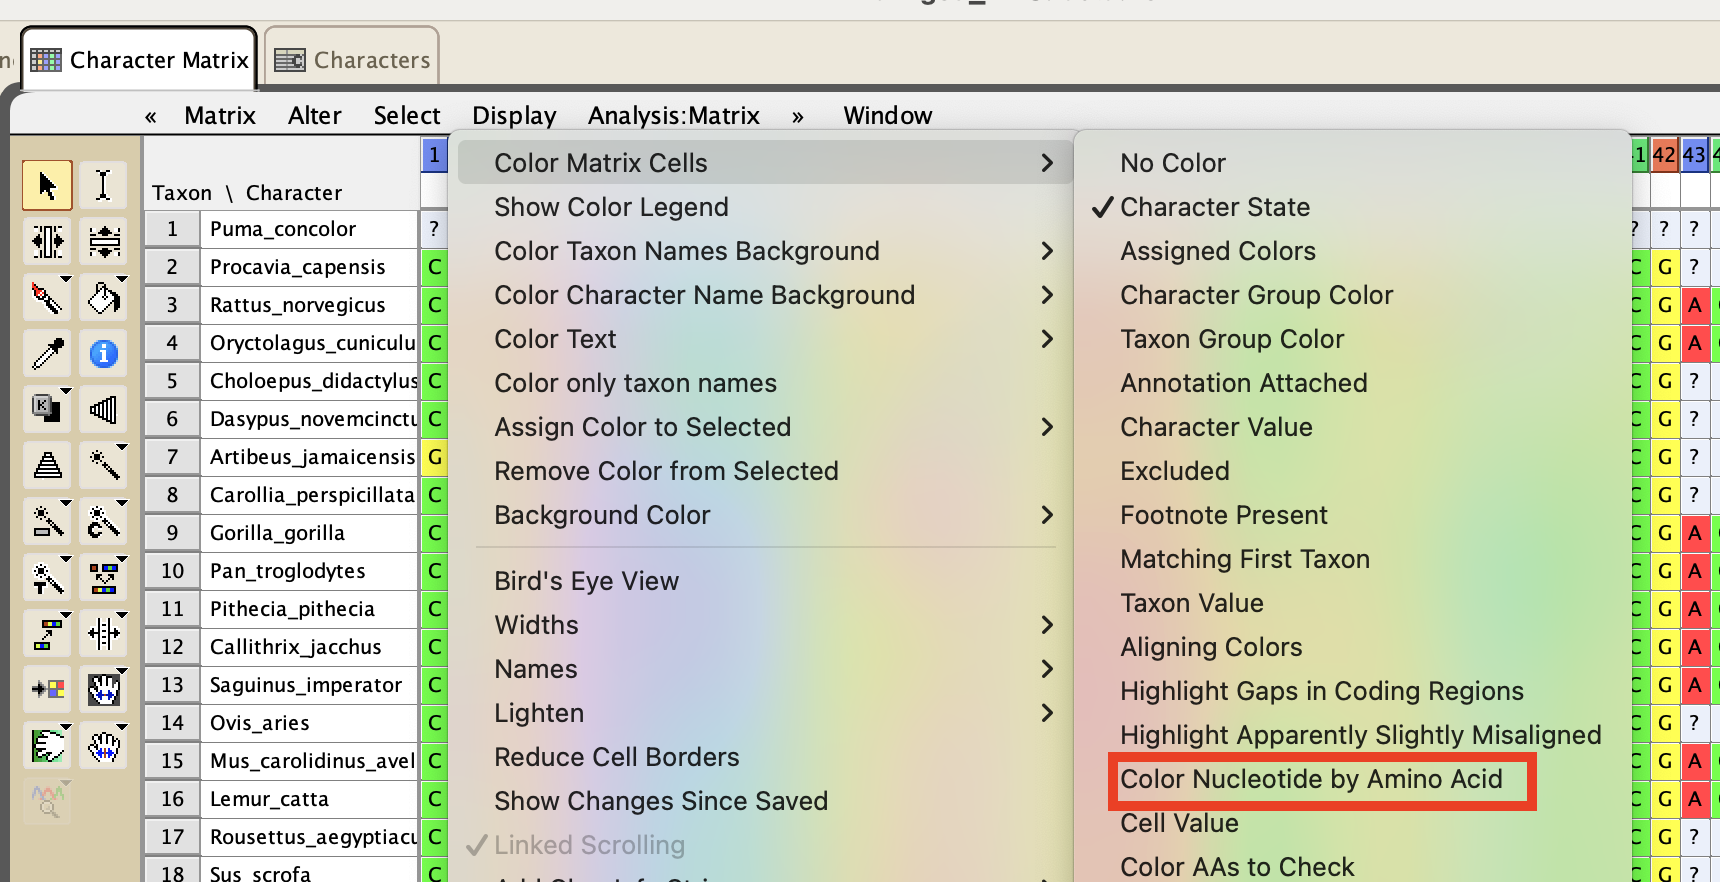 Character Matrix
Characters
« Matrix Alter Select Display Analysis:Matrix » Window
Taxon \ Character
1
42 43
1 Puma_concolor ?
2 Procavia_capensis C
3 Rattus_norvegicus C
4 Oryctolagus_cuniculu C
5 Choloepus_didactylus C
6 Dasypus_novemcinctu C
7 Artibeus_jamaicensis G
8 Carollia_perspicillata C
9 Gorilla_gorilla C
10 Pan_troglodytes C
11 Pithecia_pithecia C
12 Callithrix_jacchus C
13 Saguinus_imperator C
14 Ovis_aries C
15 Mus_carolidinus_avel C
16 Lemur_catta C
17 Rousettus_aegyptiacu C
18 Sus_scrofa C
Color Matrix Cells
Show Color Legend
Color Taxon Names Background
Color Character Name Background
Color Text
Color only taxon names
Assign Color to Selected
Remove Color from Selected
Background Color
Bird's Eye View
Widths
Names
Lighten
Reduce Cell Borders
Show Changes Since Saved
Linked Scrolling
No Color
Character State
Assigned Colors
Character Group Color
Taxon Group Color
Annotation Attached
Character Value
Excluded
Footnote Present
Matching First Taxon
Taxon Value
Aligning Colors
Highlight Gaps in Coding Regions
Highlight Apparently Slightly Misaligned
Color Nucleotide by Amino Acid
Cell Value
Color AAs to Check
? ? ?
C G ?
C G A
C G A
C G ?
C G ?
C G ?
C G ?
C G A
C G A
C G A
C G A
C G A
C G ?
C G A
C G A
C G ?
C G ?